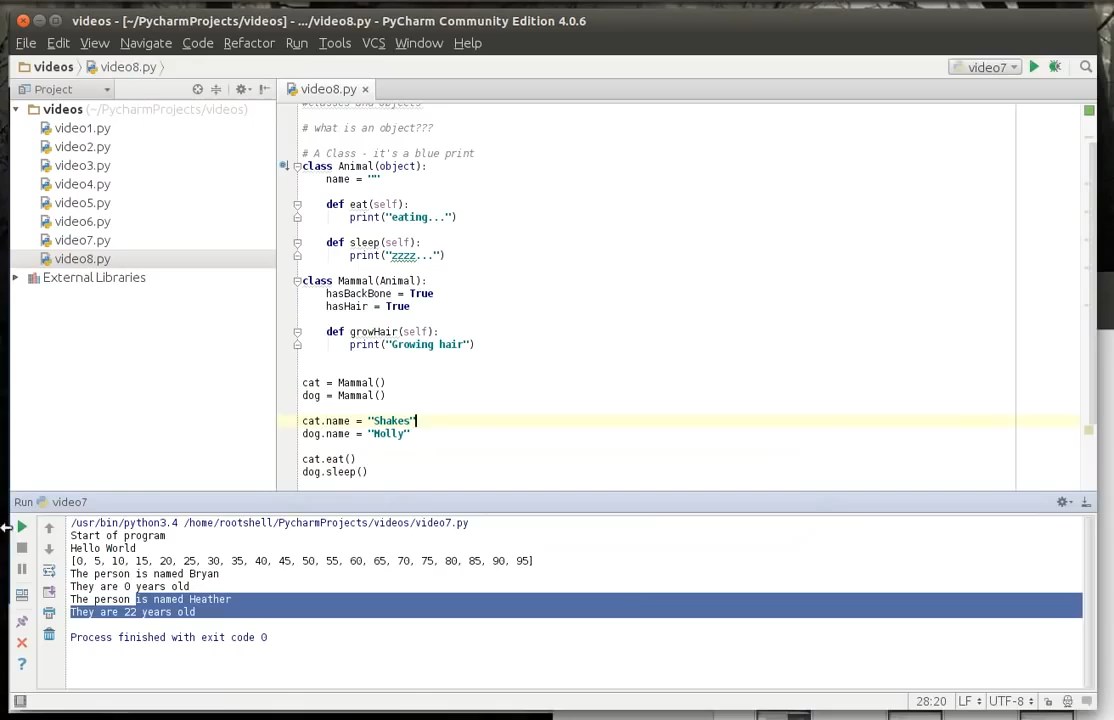 videos - [~/PycharmProjects/videos] - .../video8.py - PyCharm Community Edition 4.0.6
File Edit View Navigate Code Refactor Run Tools VCS Window Help
videos video8.py video7
Project video8.py ×
videos (~/PycharmProjects/videos)
video1.py
video2.py
video3.py
video4.py
video5.py
video6.py
video7.py
video8.py
External Libraries
#classes and objects
# what is an object???
# A Class - it's a blue print
class Animal(object):
name = ""
def eat(self):
print("eating...")
def sleep(self):
print("zzzz...")
class Mammal(Animal):
hasBackBone = True
hasHair = True
def growHair(self):
print("Growing hair")
cat = Mammal()
dog = Mammal()
cat.name = "Shakes"
dog.name = "Molly"
cat.eat()
dog.sleep()
Run video7
/usr/bin/python3.4 /home/rootshell/PycharmProjects/videos/video7.py
Start of program
Hello World
[0, 5, 10, 15, 20, 25, 30, 35, 40, 45, 50, 55, 60, 65, 70, 75, 80, 85, 90, 95]
The person is named Bryan
They are 0 years old
The person is named Heather
They are 22 years old
Process finished with exit code 0
28:20 LF UTF-8